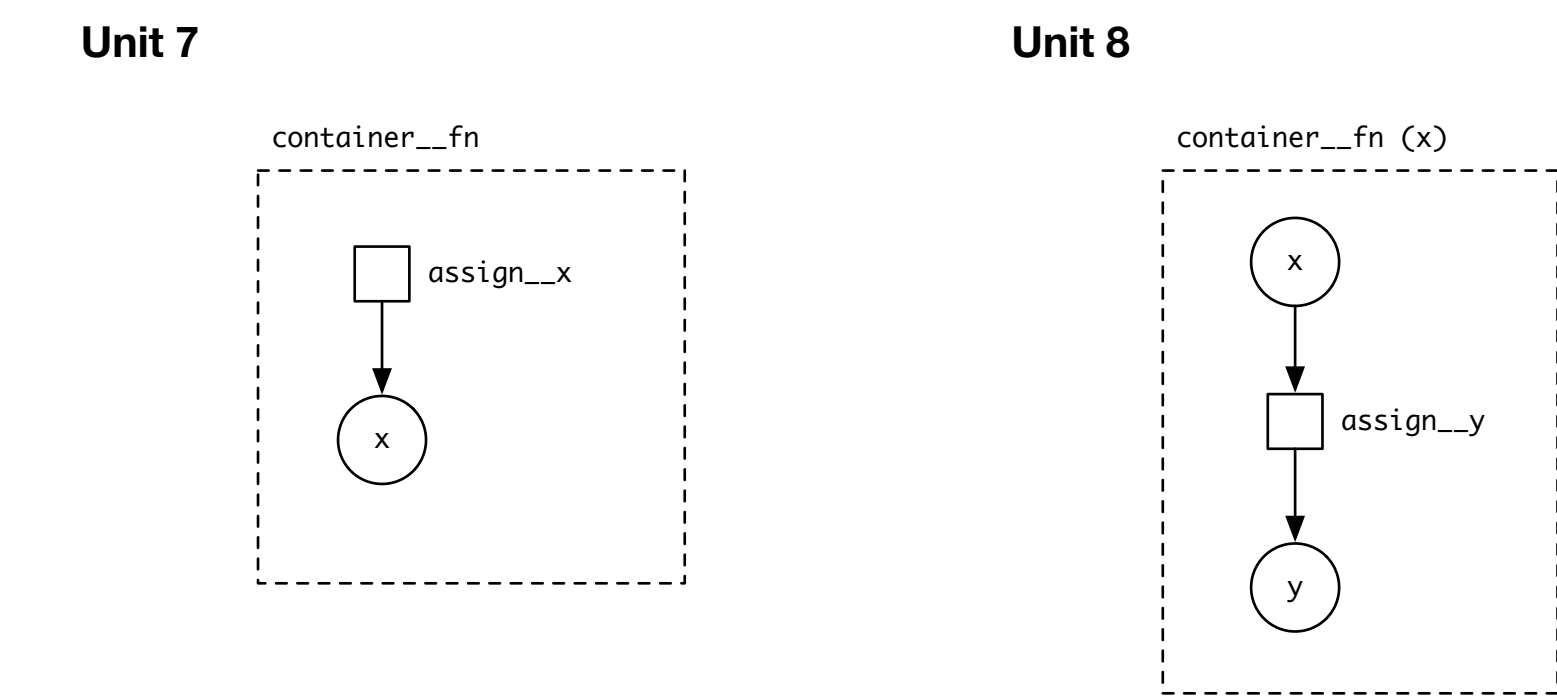 Unit 7
container__fn
assign__x
x
Unit 8
container__fn (x)
x
assign__y
y